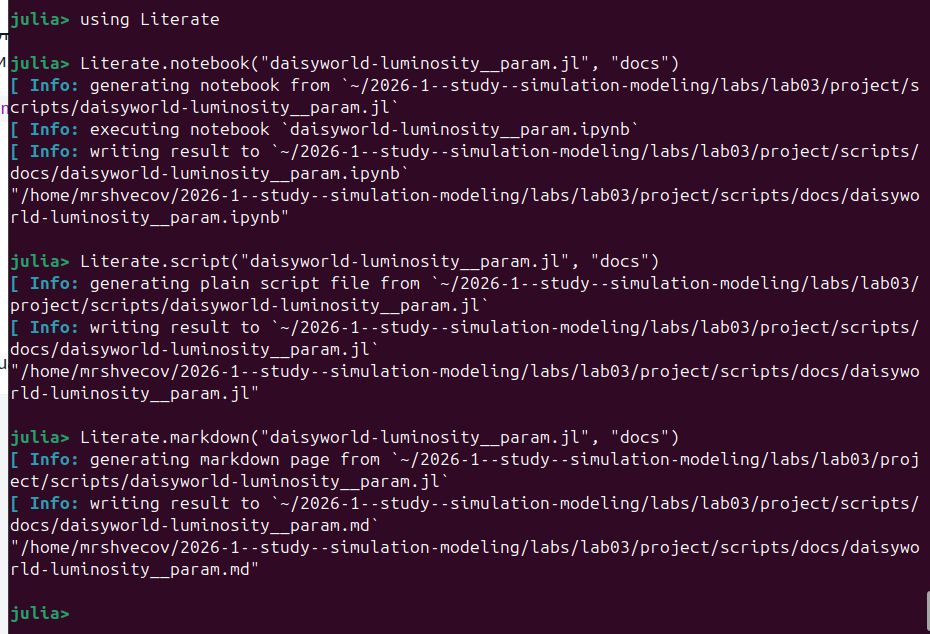 julia> using Literate
julia> Literate.notebook("daisyworld-luminosity__param.jl", "docs")
[ Info: generating notebook from `~/2026-1--study--simulation-modeling/labs/lab03/project/s
cripts/daisyworld-luminosity__param.jl`
[ Info: executing notebook `daisyworld-luminosity__param.ipynb`
[ Info: writing result to `~/2026-1--study--simulation-modeling/labs/lab03/project/scripts/
docs/daisyworld-luminosity__param.ipynb`
"/home/mrshvecov/2026-1--study--simulation-modeling/labs/lab03/project/scripts/docs/daisywo
rld-luminosity__param.ipynb"
julia> Literate.script("daisyworld-luminosity__param.jl", "docs")
[ Info: generating plain script file from `~/2026-1--study--simulation-modeling/labs/lab03/
project/scripts/daisyworld-luminosity__param.jl`
[ Info: writing result to `~/2026-1--study--simulation-modeling/labs/lab03/project/scripts/
docs/daisyworld-luminosity__param.jl`
"/home/mrshvecov/2026-1--study--simulation-modeling/labs/lab03/project/scripts/docs/daisywo
rld-luminosity__param.jl"
julia> Literate.markdown("daisyworld-luminosity__param.jl", "docs")
[ Info: generating markdown page from `~/2026-1--study--simulation-modeling/labs/lab03/proj
ect/scripts/daisyworld-luminosity__param.jl`
[ Info: writing result to `~/2026-1--study--simulation-modeling/labs/lab03/project/scripts/
docs/daisyworld-luminosity__param.md`
"/home/mrshvecov/2026-1--study--simulation-modeling/labs/lab03/project/scripts/docs/daisywo
rld-luminosity__param.md"
julia>